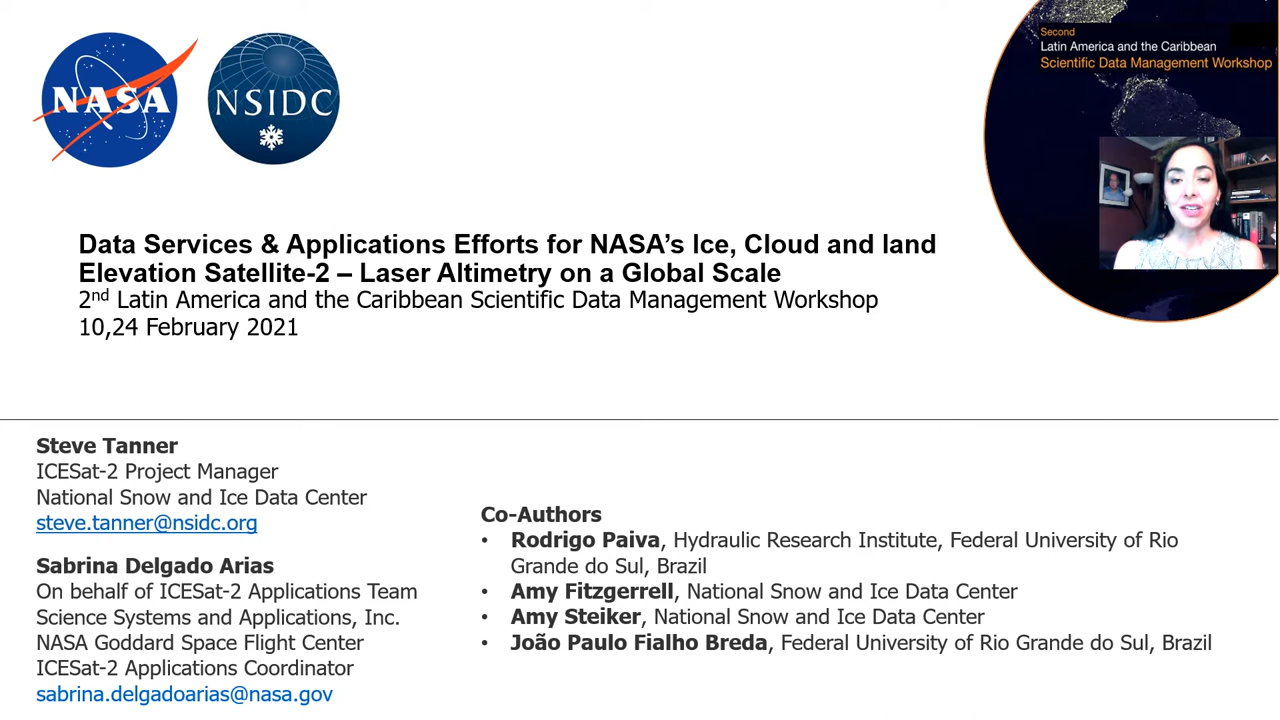 NASA
NSIDC
Second
Latin America and the Caribbean
Scientific Data Management Workshop
Data Services & Applications Efforts for NASA’s Ice, Cloud and land
Elevation Satellite-2 – Laser Altimetry on a Global Scale
2nd Latin America and the Caribbean Scientific Data Management Workshop
10,24 February 2021
Steve Tanner
ICESat-2 Project Manager
National Snow and Ice Data Center
steve.tanner@nsidc.org
Sabrina Delgado Arias
On behalf of ICESat-2 Applications Team
Science Systems and Applications, Inc.
NASA Goddard Space Flight Center
ICESat-2 Applications Coordinator
sabrina.delgadoarias@nasa.gov
Co-Authors
• Rodrigo Paiva, Hydraulic Research Institute, Federal University of Rio
Grande do Sul, Brazil
• Amy Fitzgerrell, National Snow and Ice Data Center
• Amy Steiker, National Snow and Ice Data Center
• João Paulo Fialho Breda, Federal University of Rio Grande do Sul, Brazil